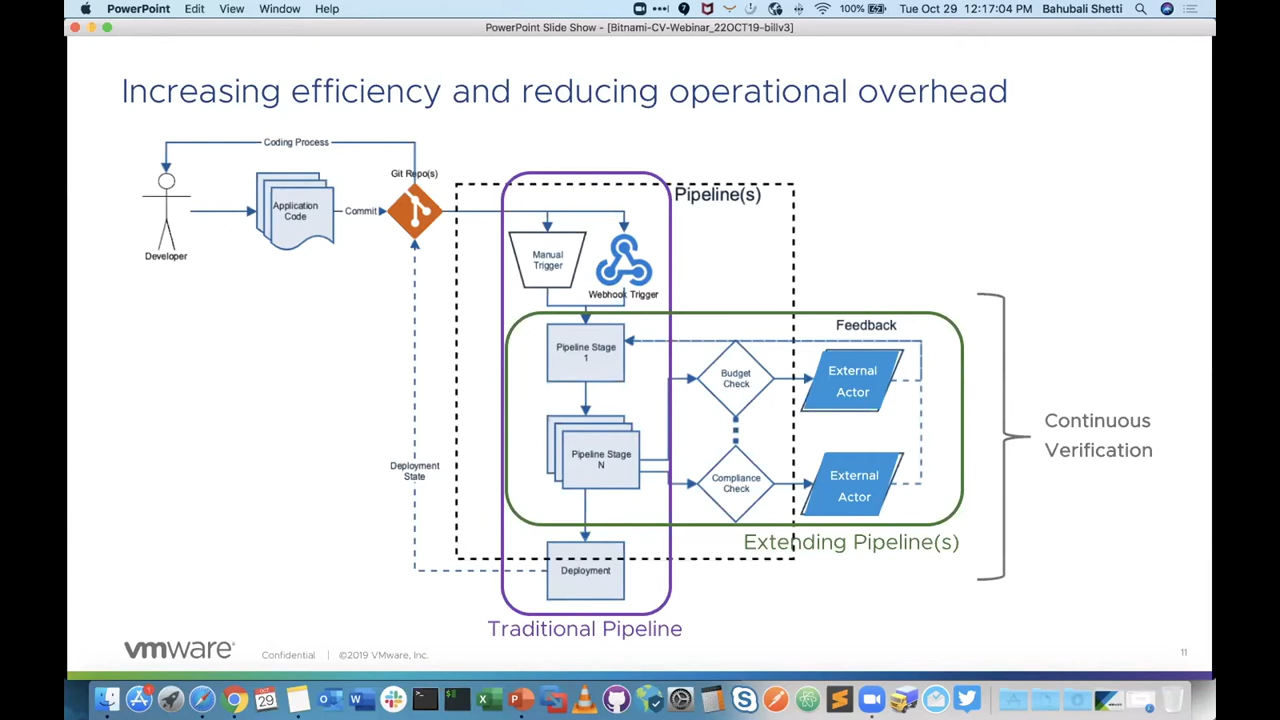 PowerPoint Edit View Window Help
100% Tue Oct 29 12:17:04 PM Bahubali Shetti
PowerPoint Slide Show - [Bitnami-CV-Webinar_22OCT19-billv3]
Increasing efficiency and reducing operational overhead
Coding Process
Git Repo(s)
Pipeline(s)
Application
Code
Commit
Developer
Manual
Trigger
Webhook Trigger
Feedback
Pipeline Stage
1
Budget
Check
External
Actor
Continuous
Verification
Pipeline Stage
N
Deployment
State
Compliance
Check
External
Actor
Extending Pipeline(s)
Deployment
Traditional Pipeline
vmware
Confidential | ©2019 VMware, Inc.
11
OCT
29